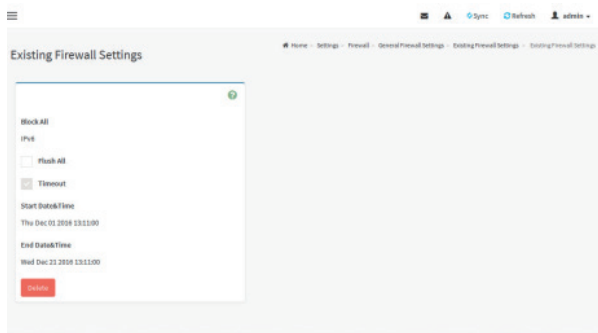 Sync Refresh admin
Existing Firewall Settings
Home - Settings - Firewall - General Firewall Settings - Existing Firewall Settings - Existing Firewall Settings
Block All
IPv6
Flush All
Timeout
Start Date&Time
Thu Dec 01 2016 13:11:00
End Date&Time
Wed Dec 21 2016 13:11:00
Delete